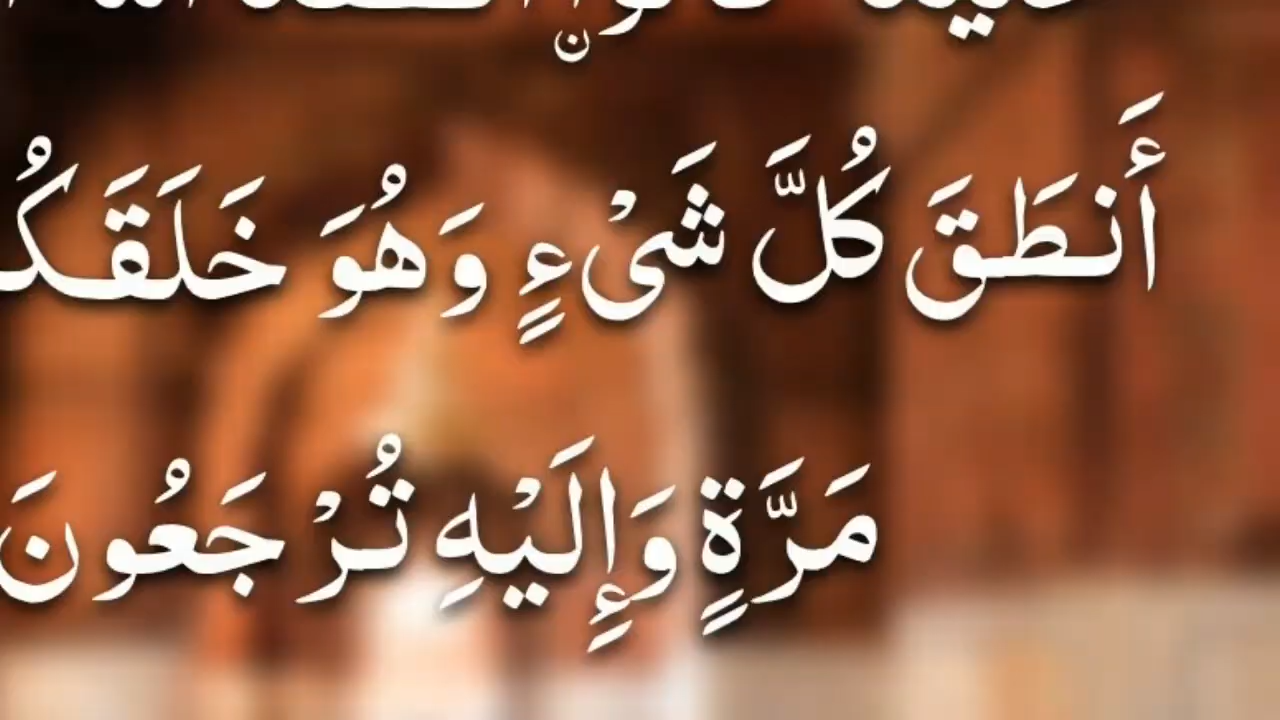 أَنطَقَ كُلَّ شَىْءٍ وَهُوَ خَلَقَكُ
مَرَّةٍ وَإِلَيْهِ تُرْجَعُونَ